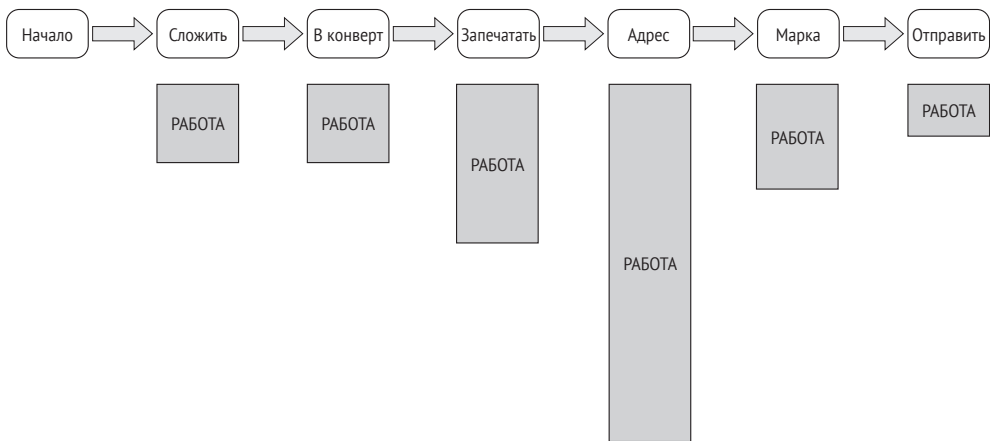 Начало
Сложить
В конверт
Запечатать
Адрес
Марка
Отправить
РАБОТА
РАБОТА
РАБОТА
РАБОТА
РАБОТА
РАБОТА